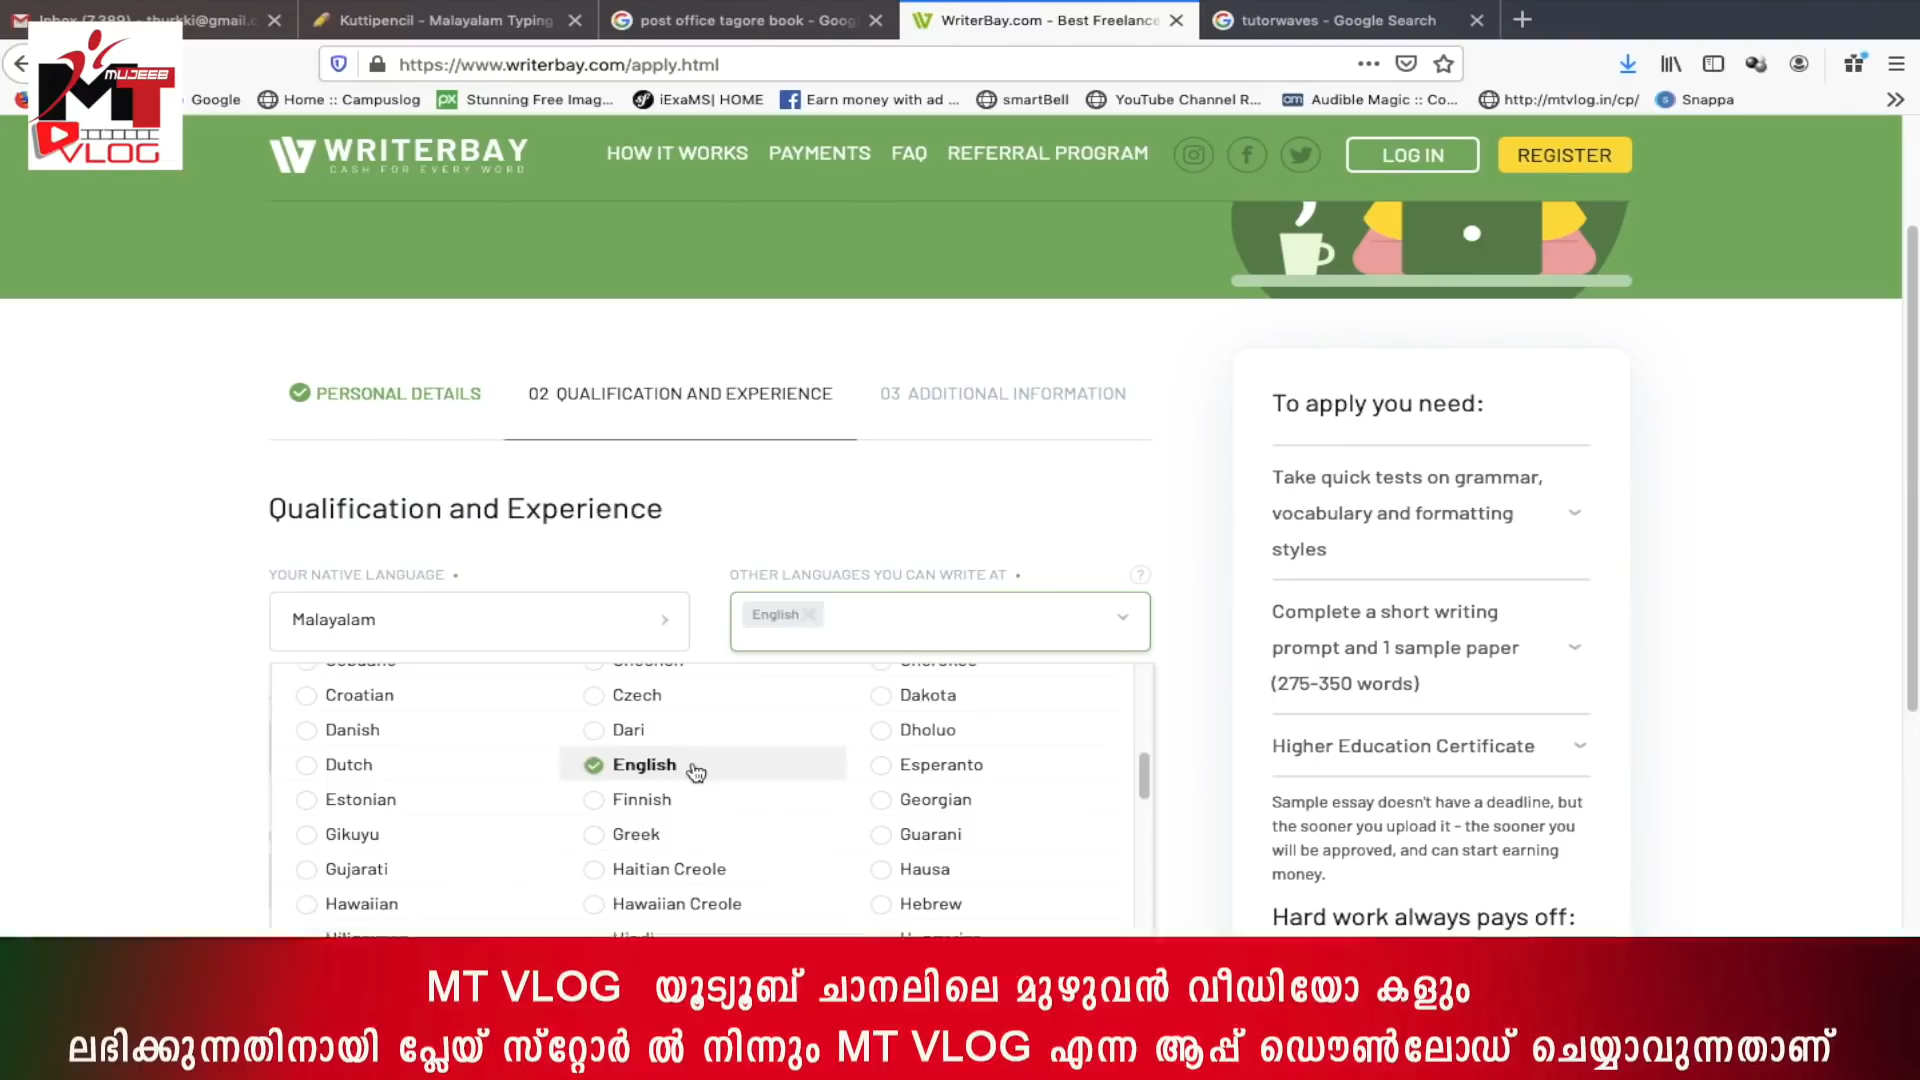 Inbox (7,389) - thurkki@gmail.c
Kuttipencil - Malayalam Typing
post office tagore book - Goog
WriterBay.com - Best Freelance
tutorwaves - Google Search
https://www.writerbay.com/apply.html
MUJEEB
MT
VLOG
Google
Home :: Campuslog
px
Stunning Free Imag...
sf
iExaMS| HOME
Earn money with ad ...
smartBell
YouTube Channel R...
am
Audible Magic :: Co...
http://mtvlog.in/cp/
Snappa
WRITERBAY
CASH FOR EVERY WORD
HOW IT WORKS
PAYMENTS
FAQ
REFERRAL PROGRAM
LOG IN
REGISTER
PERSONAL DETAILS
02 QUALIFICATION AND EXPERIENCE
03 ADDITIONAL INFORMATION
Qualification and Experience
YOUR NATIVE LANGUAGE •
OTHER LANGUAGES YOU CAN WRITE AT •
?
Malayalam
English
Croatian
Czech
Dakota
Danish
Dari
Dholuo
Dutch
English
Esperanto
Estonian
Finnish
Georgian
Gikuyu
Greek
Guarani
Gujarati
Haitian Creole
Hausa
Hawaiian
Hawaiian Creole
Hebrew
To apply you need:
Take quick tests on grammar,
vocabulary and formatting
styles
Complete a short writing
prompt and 1 sample paper
(275-350 words)
Higher Education Certificate
Sample essay doesn't have a deadline, but
the sooner you upload it - the sooner you
will be approved, and can start earning
money.
Hard work always pays off:
MT VLOG യൂട്യൂബ് ചാനലിലെ മുഴുവൻ വീഡിയോ കളും
ലഭിക്കുന്നതിനായി പ്ലേയ് സ്റ്റോർ ൽ നിന്നും MT VLOG എന്ന ആപ്പ് ഡൌൺലോഡ് ചെയ്യാവുന്നതാണ്